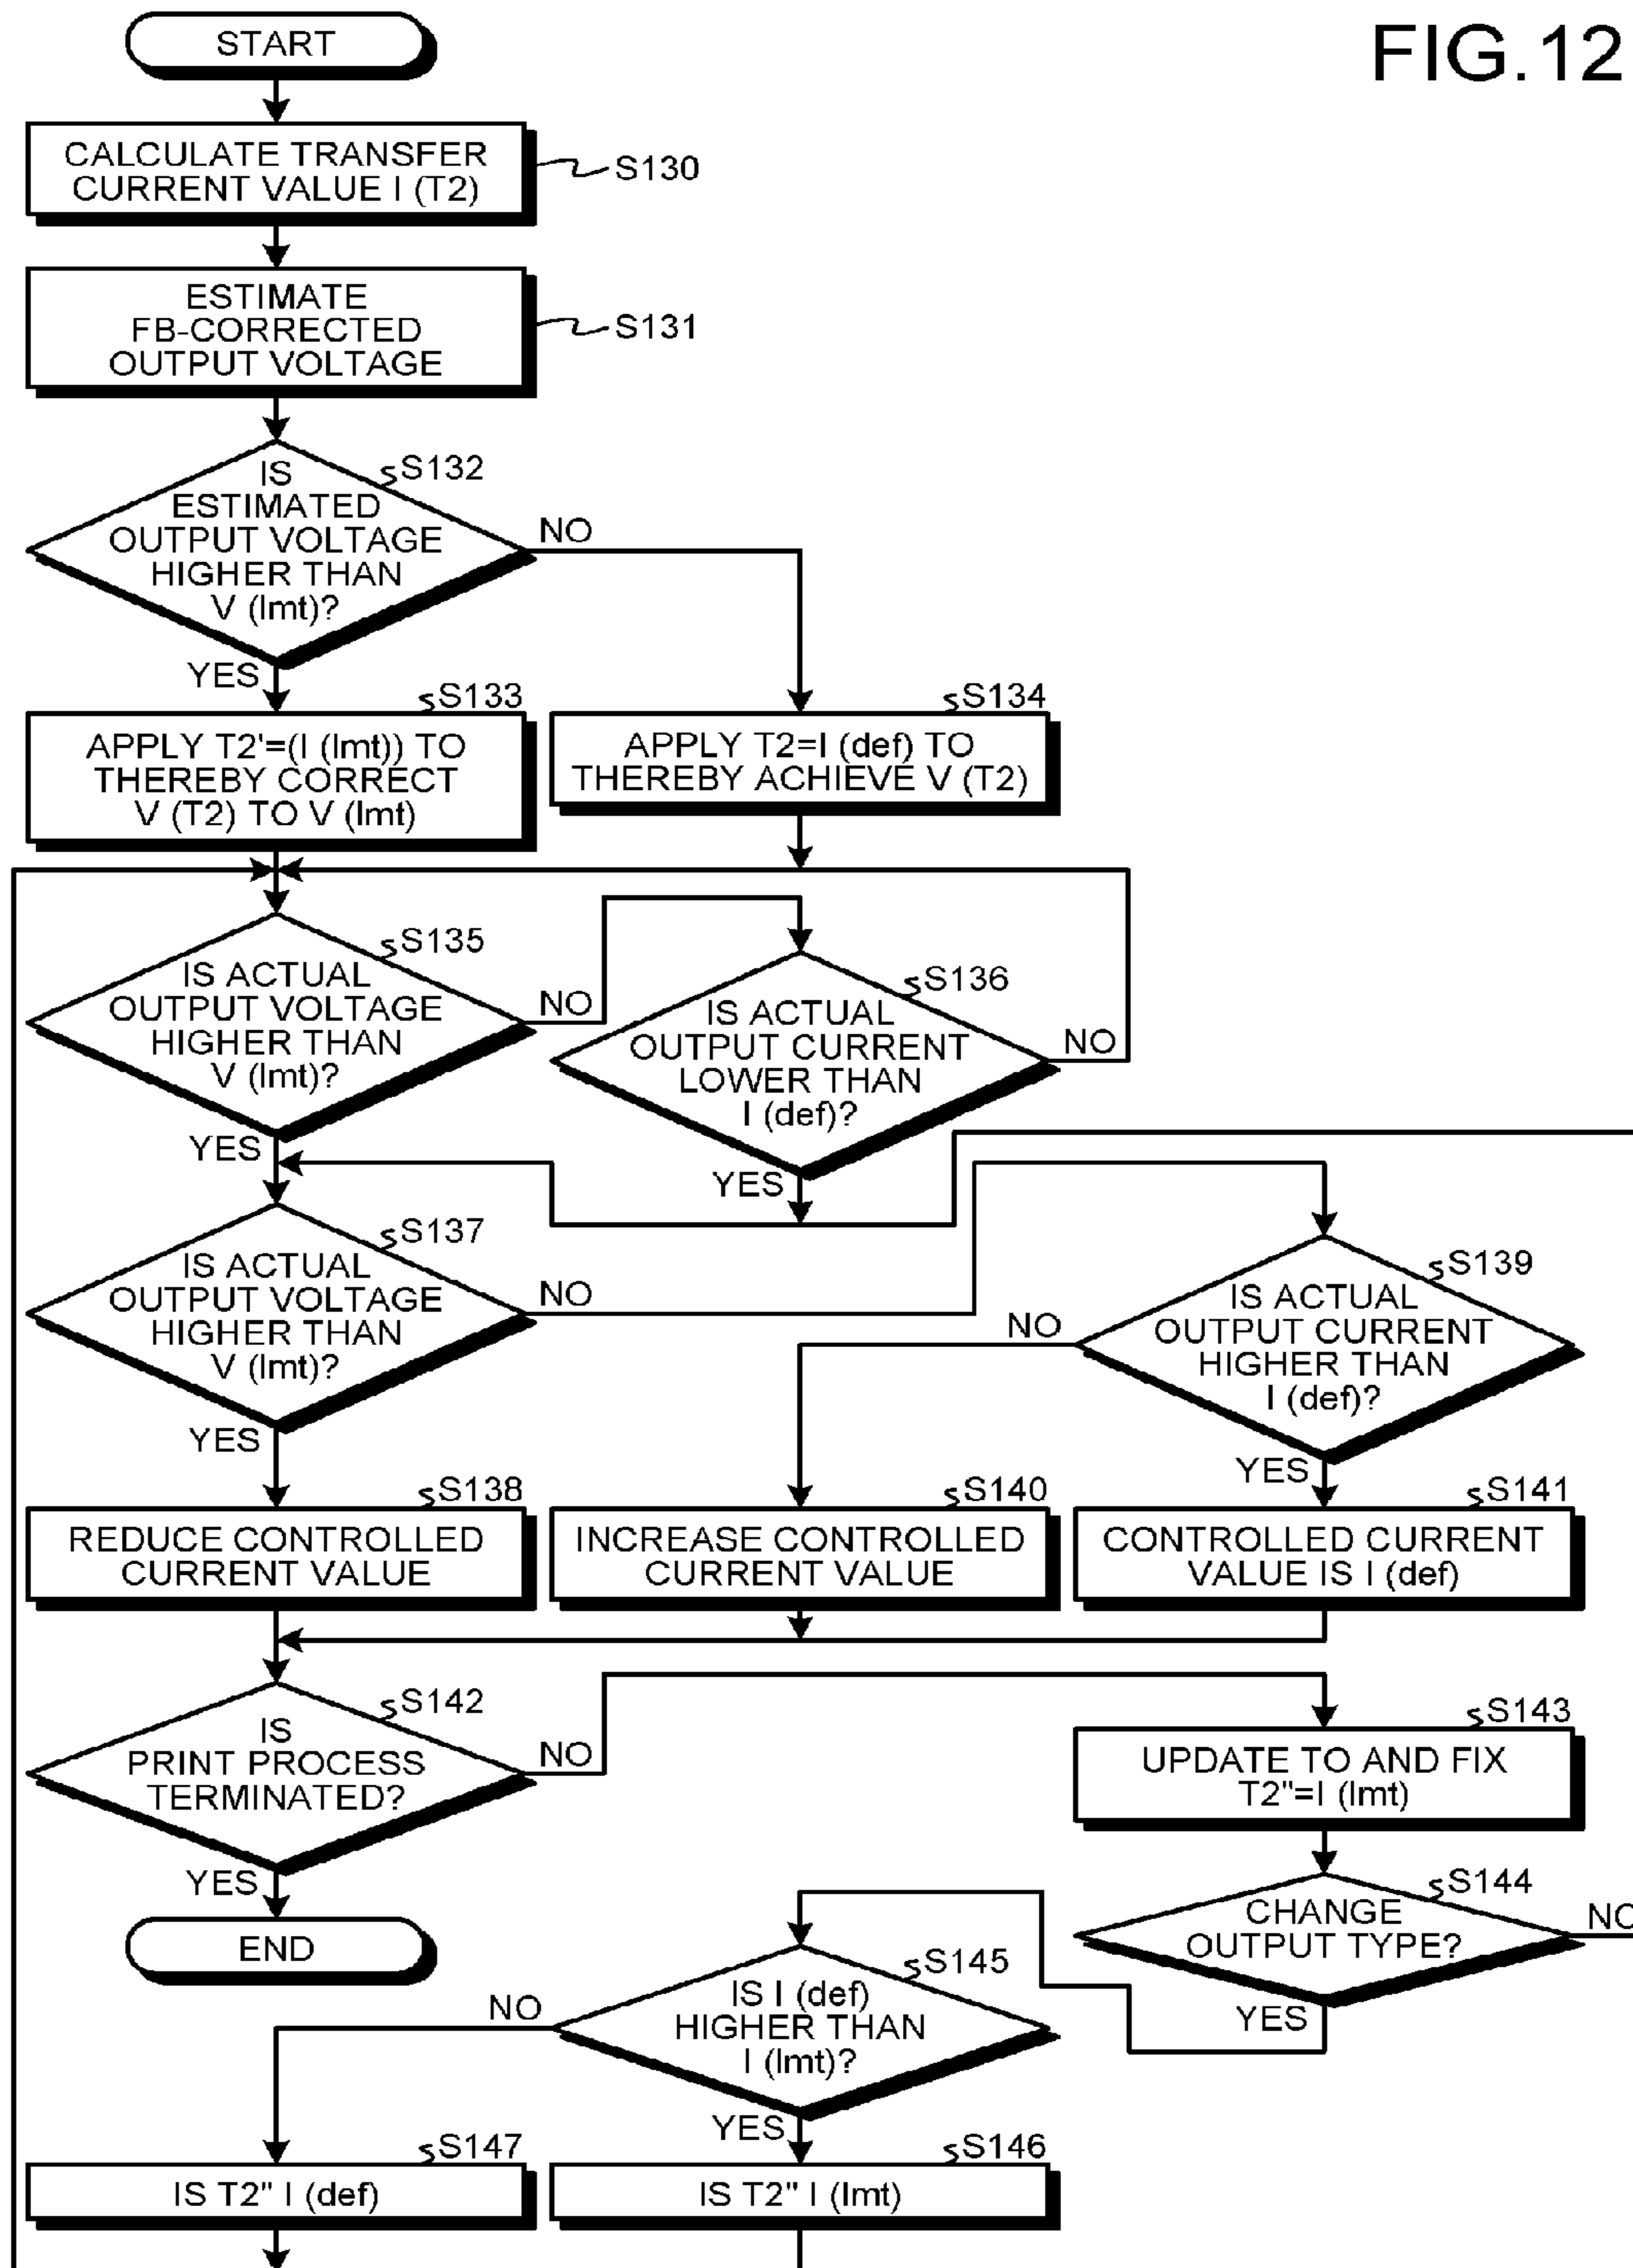 FIG.12
START
CALCULATE TRANSFER
CURRENT VALUE I (T2)
S130
ESTIMATE
FB-CORRECTED
OUTPUT VOLTAGE
S131
S132
IS
ESTIMATED
OUTPUT VOLTAGE
HIGHER THAN
V (lmt)?
NO
YES
S133
APPLY T2'=(I (lmt)) TO
THEREBY CORRECT
V (T2) TO V (lmt)
S134
APPLY T2=I (def) TO
THEREBY ACHIEVE V (T2)
S135
IS ACTUAL
OUTPUT VOLTAGE
HIGHER THAN
V (lmt)?
NO
YES
S136
IS ACTUAL
OUTPUT CURRENT
LOWER THAN
I (def)?
NO
YES
S137
IS ACTUAL
OUTPUT VOLTAGE
HIGHER THAN
V (lmt)?
NO
YES
S139
IS ACTUAL
OUTPUT CURRENT
HIGHER THAN
I (def)?
NO
YES
S138
REDUCE CONTROLLED
CURRENT VALUE
S140
INCREASE CONTROLLED
CURRENT VALUE
S141
CONTROLLED CURRENT
VALUE IS I (def)
S142
IS
PRINT PROCESS
TERMINATED?
NO
YES
END
S143
UPDATE TO AND FIX
T2"=I (lmt)
S144
CHANGE
OUTPUT TYPE?
NO
YES
S145
IS I (def)
HIGHER THAN
I (lmt)?
NO
YES
S147
IS T2" I (def)
S146
IS T2" I (lmt)